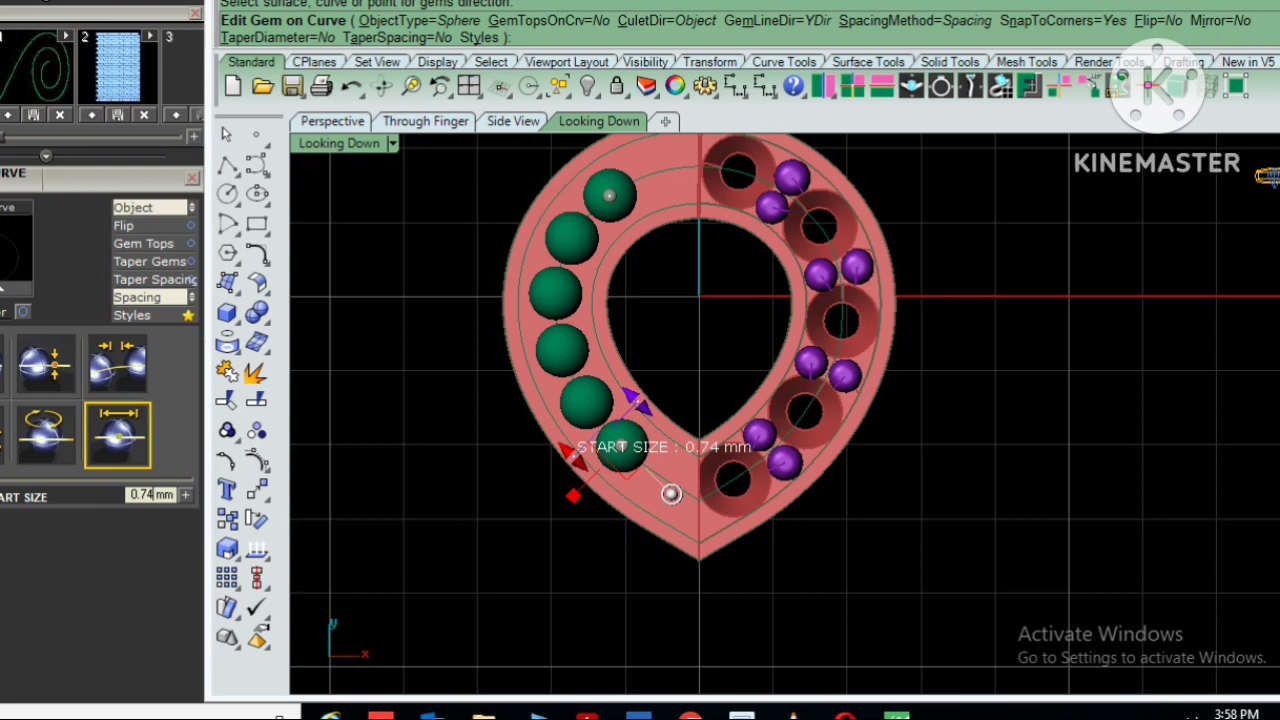 Select surface, curve or point for gems direction.
Edit Gem on Curve ( ObjectType=Sphere GemTopsOnCrv=No CuletDir=Object GemLineDir=YDir SpacingMethod=Spacing SnapToCorners=Yes Flip=No Mirror=No
TaperDiameter=No TaperSpacing=No Styles ):
2 3
Standard CPlanes Set View Display Select Viewport Layout Visibility Transform Curve Tools Surface Tools Solid Tools Mesh Tools Render Tools Drafting New in V5
Perspective Through Finger Side View Looking Down
Looking Down
K
KINEMASTER
Object
Flip
Gem Tops
Taper Gems
Taper Spacing
Spacing
Styles
START SIZE : 0.74 mm
0.74 mm
y
x
Activate Windows
Go to Settings to activate Windows.
3:58 PM